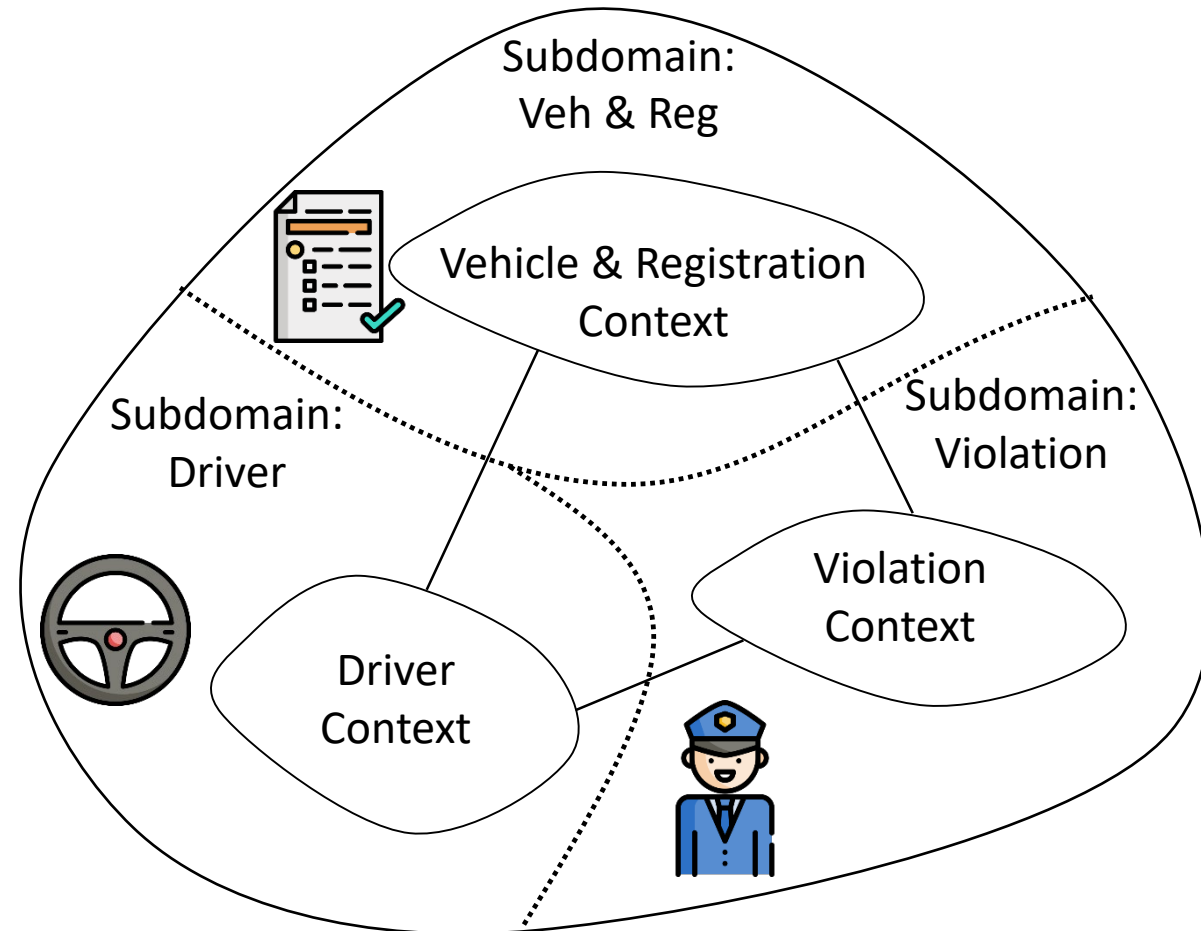 Subdomain:
Veh & Reg
Vehicle & Registration
Context
Subdomain:
Driver
Subdomain:
Violation
Violation
Context
Driver
Context